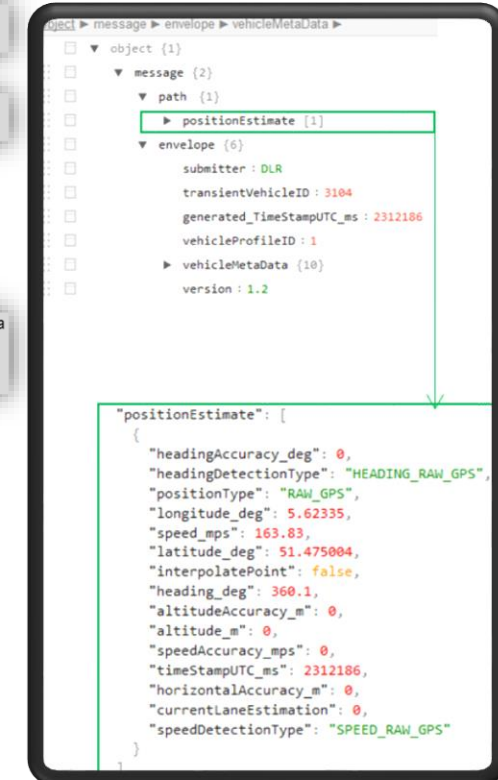 object ► message ► envelope ► vehicleMetaData ►
▼ object {1}
▼ message {2}
▼ path {1}
► positionEstimate [1]
▼ envelope {6}
submitter : DLR
transientVehicleID : 3104
generated_TimeStampUTC_ms : 2312186
vehicleProfileID : 1
► vehicleMetaData {10}
version : 1.2
a
"positionEstimate": [
{
"headingAccuracy_deg": 0,
"headingDetectionType": "HEADING_RAW_GPS",
"positionType": "RAW_GPS",
"longitude_deg": 5.62335,
"speed_mps": 163.83,
"latitude_deg": 51.475004,
"interpolatePoint": false,
"heading_deg": 360.1,
"altitudeAccuracy_m": 0,
"altitude_m": 0,
"speedAccuracy_mps": 0,
"timeStampUTC_ms": 2312186,
"horizontalAccuracy_m": 0,
"currentLaneEstimation": 0,
"speedDetectionType": "SPEED_RAW_GPS"
}
]